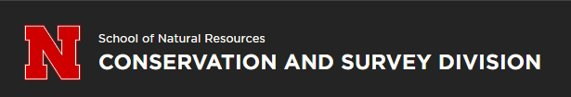 N
School of Natural Resources
CONSERVATION AND SURVEY DIVISION